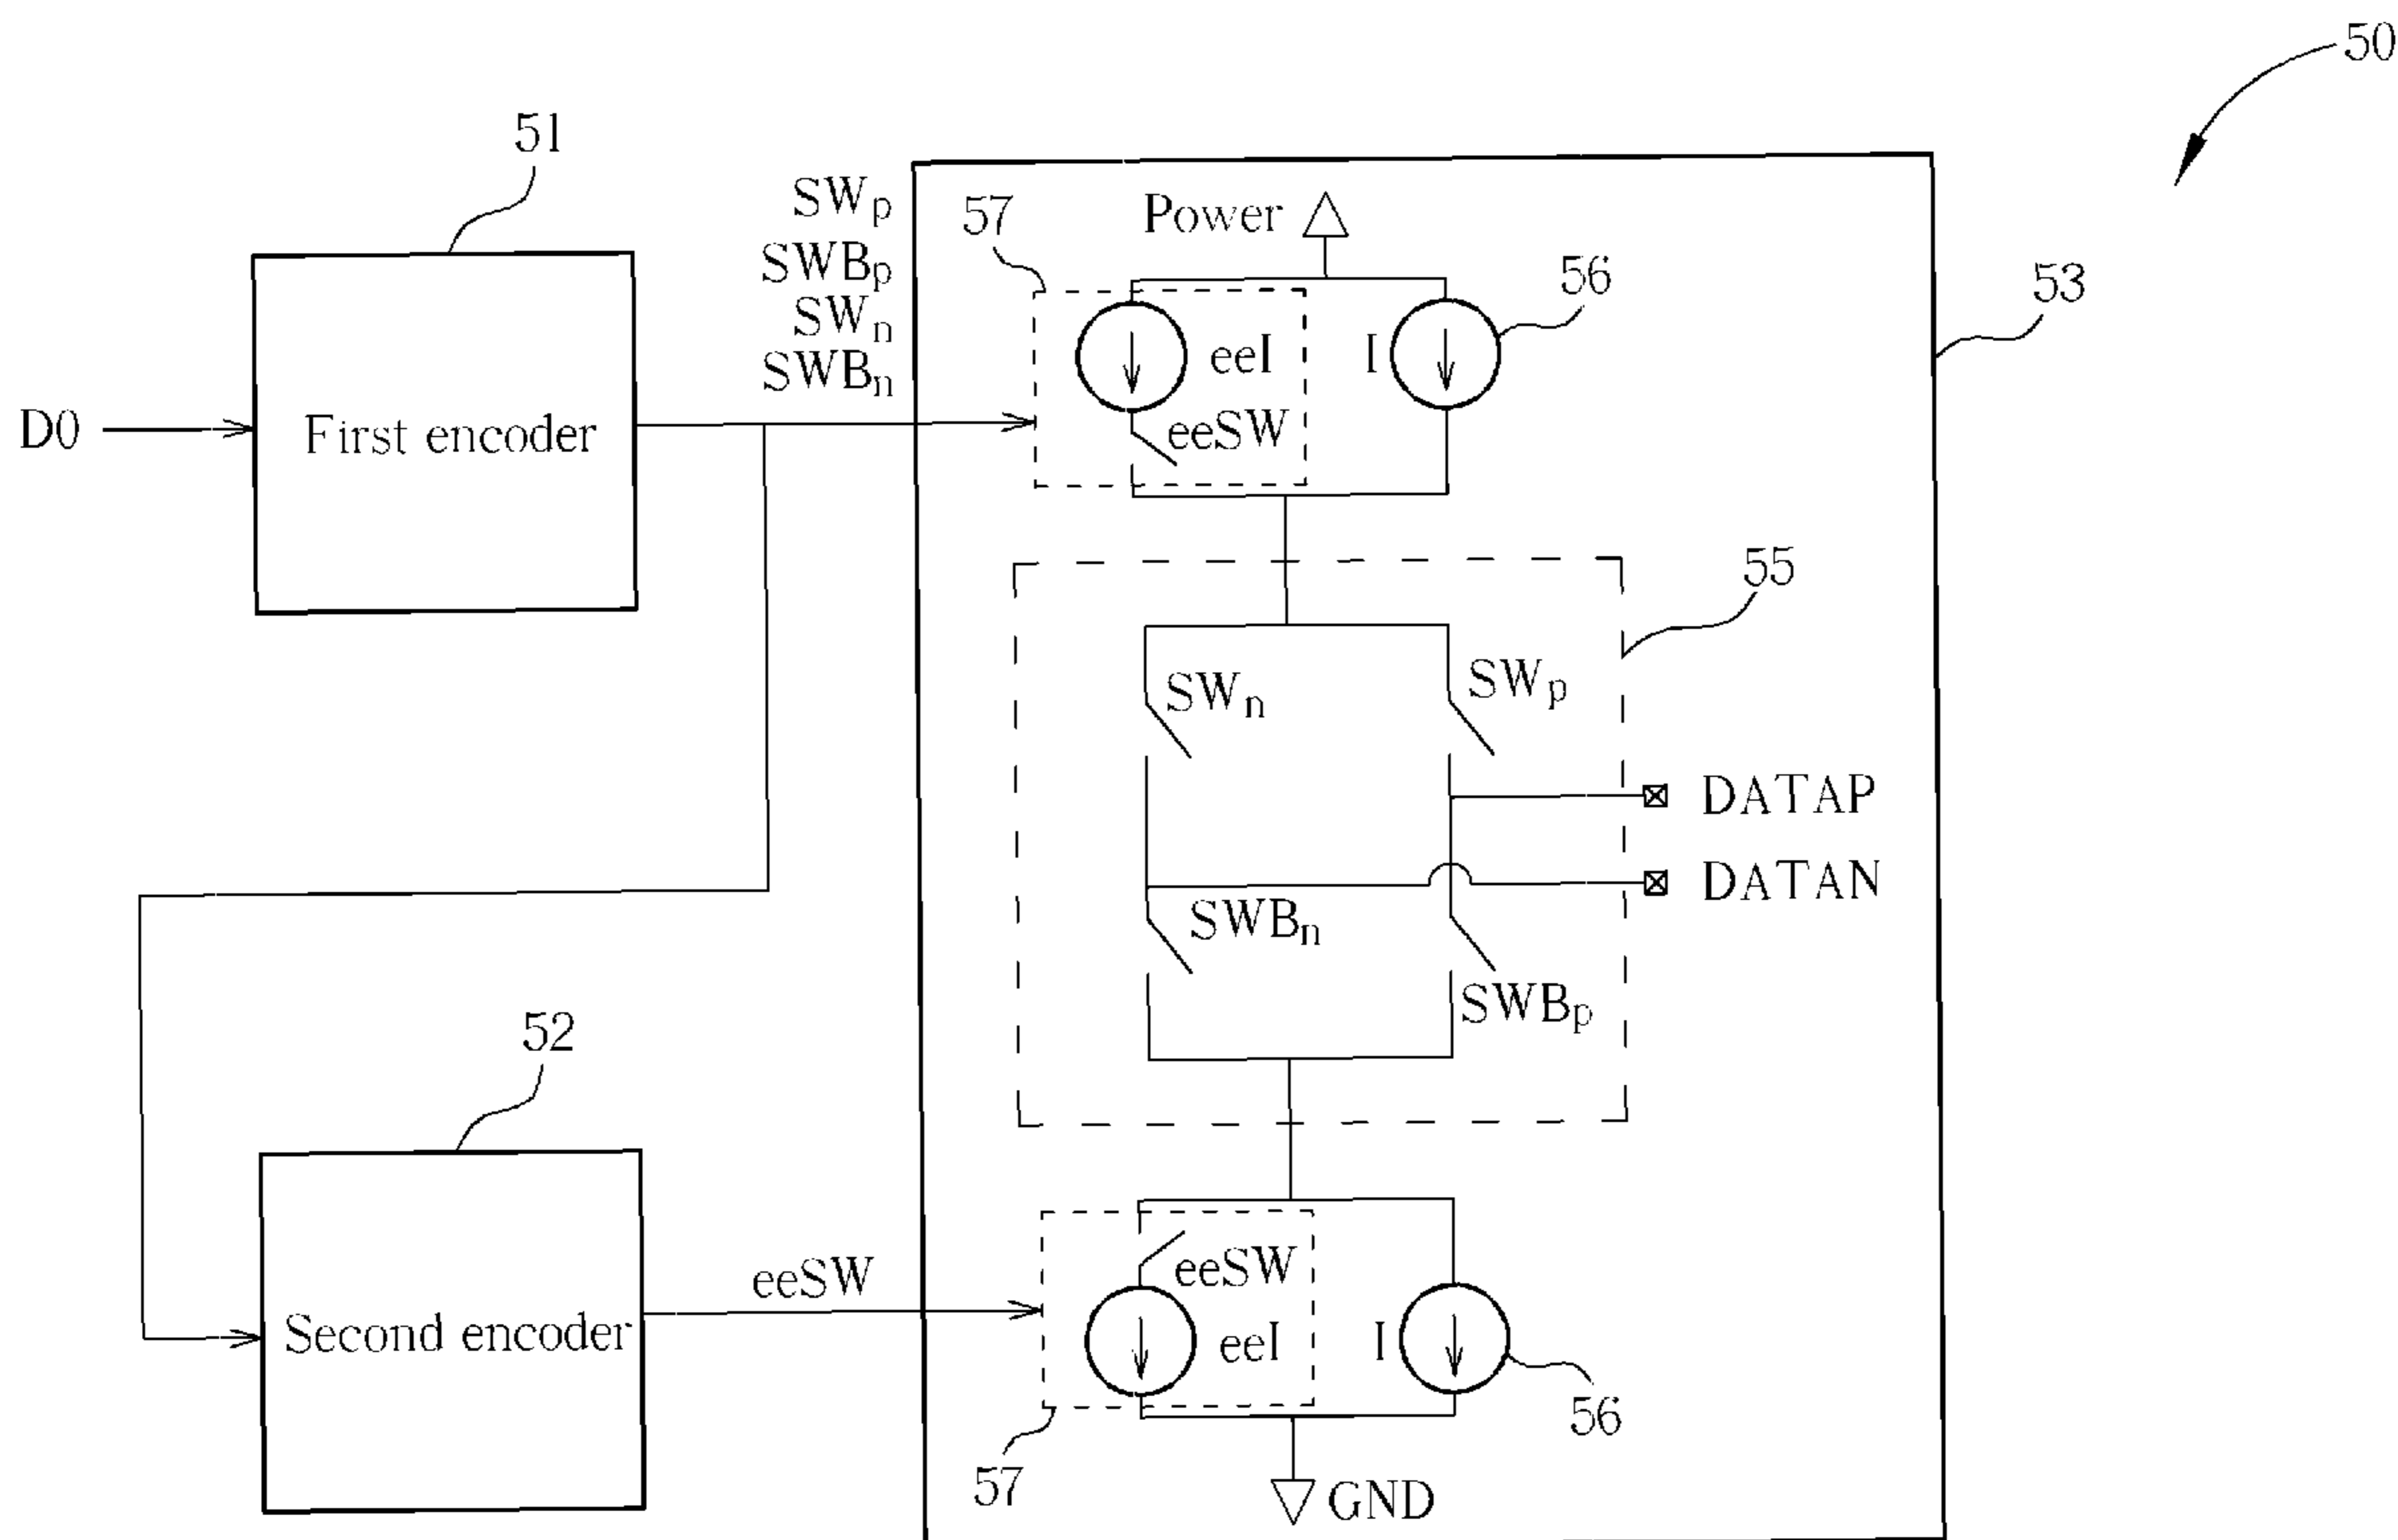 50
51
SWp
SWBp
SWn
SWBn
57
Power
56
53
eeI
I
eeSW
D0
First encoder
55
SWn
SWp
DATAP
DATAN
SWBn
SWBp
52
eeSW
eeSW
Second encoder
eeI
I
56
57
GND